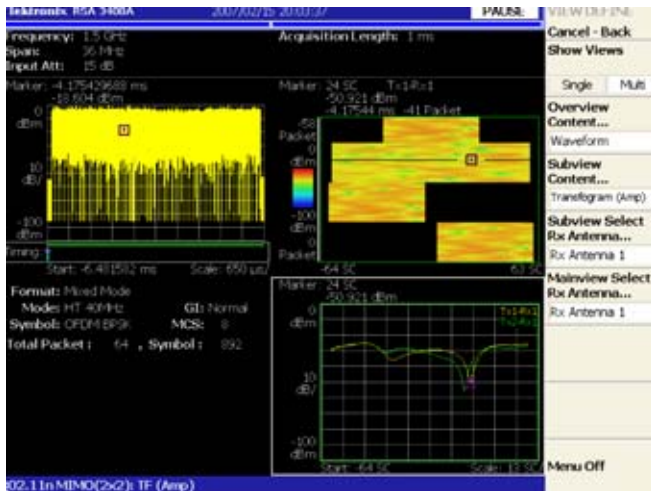 Tektronix RSA 3408A 2007/02/15 20:03:37 PAUSE VIEW DEFINE
Frequency: 1.5 GHz
Span: 36 MHz
Input Att: 15 dB
Acquisition Length: 1 ms
Cancel - Back
Show Views
Single Multi
Overview Content...
Waveform
Subview Content...
Transfogram (Amp)
Subview Select Rx Antenna...
Rx Antenna 1
Mainview Select Rx Antenna...
Rx Antenna 1
Menu Off
Marker: -4.175429688 ms
-18.604 dBm
0
dBm
10
dB/
-100
dBm
Timing
Start: -6.481582 ms Scale: 650 µs/
Marker: 24 SC Tx1-Rx1
-50.921 dBm
-4.17544 ms -41 Packet
-58
Packet
0
dBm
-100
dBm
0
Packet
-64 SC 63 SC
Format: Mixed Mode
Mode: HT 40MHz GI: Normal
Symbol: OFDM BPSK MCS: 8
Total Packet: 64 , Symbol: 892
Marker: 24 SC
-50.921 dBm
0
dBm
Tx1-Rx1
Tx2-Rx1
10
dB/
-100
dBm
Start: -64 SC Scale: 13 SC/
802.11n MIMO(2x2): TF (Amp)